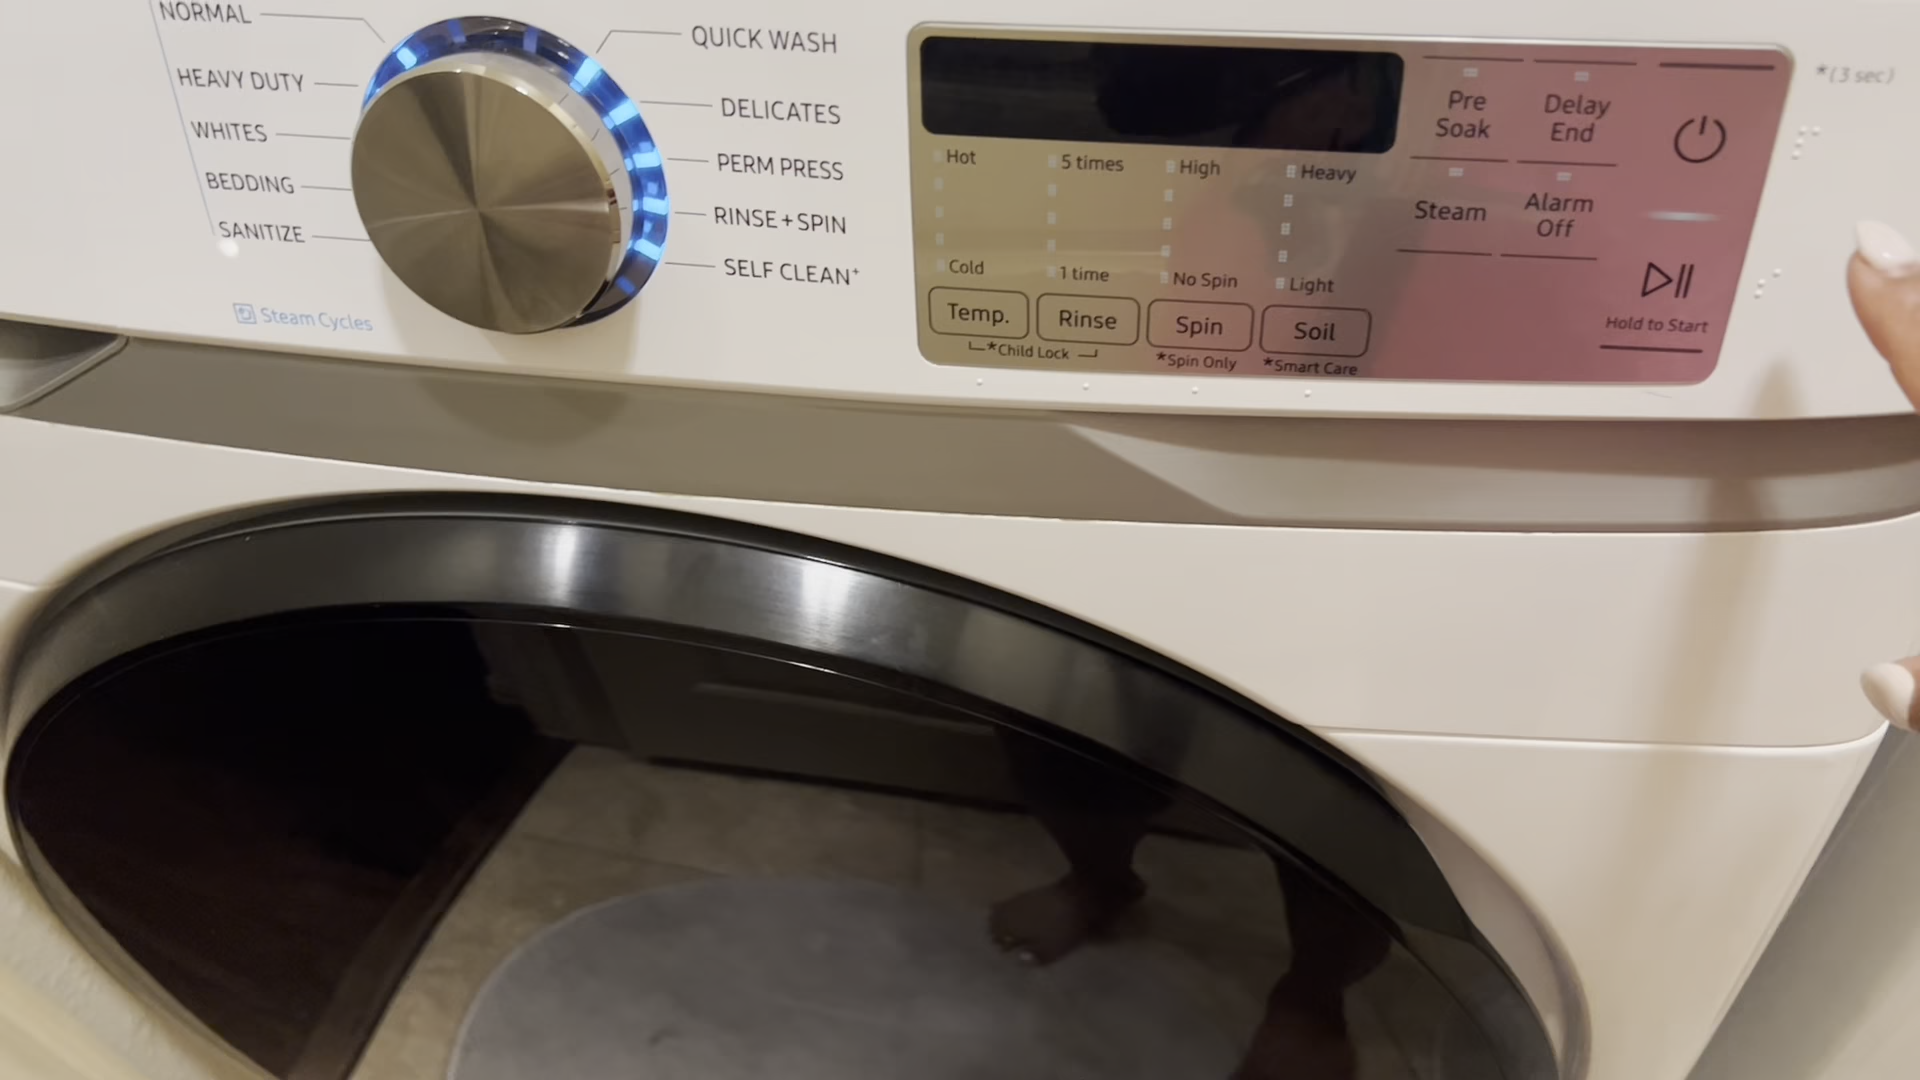 NORMAL
HEAVY DUTY
WHITES
BEDDING
SANITIZE
Steam Cycles
QUICK WASH
DELICATES
PERM PRESS
RINSE+SPIN
SELF CLEAN+
Hot
5 times
High
Heavy
Cold
1 time
No Spin
Light
Temp.
Rinse
Spin
Soil
*Child Lock
*Spin Only
*Smart Care
Pre
Soak
Delay
End
Steam
Alarm
Off
Hold to Start
*(3 sec)